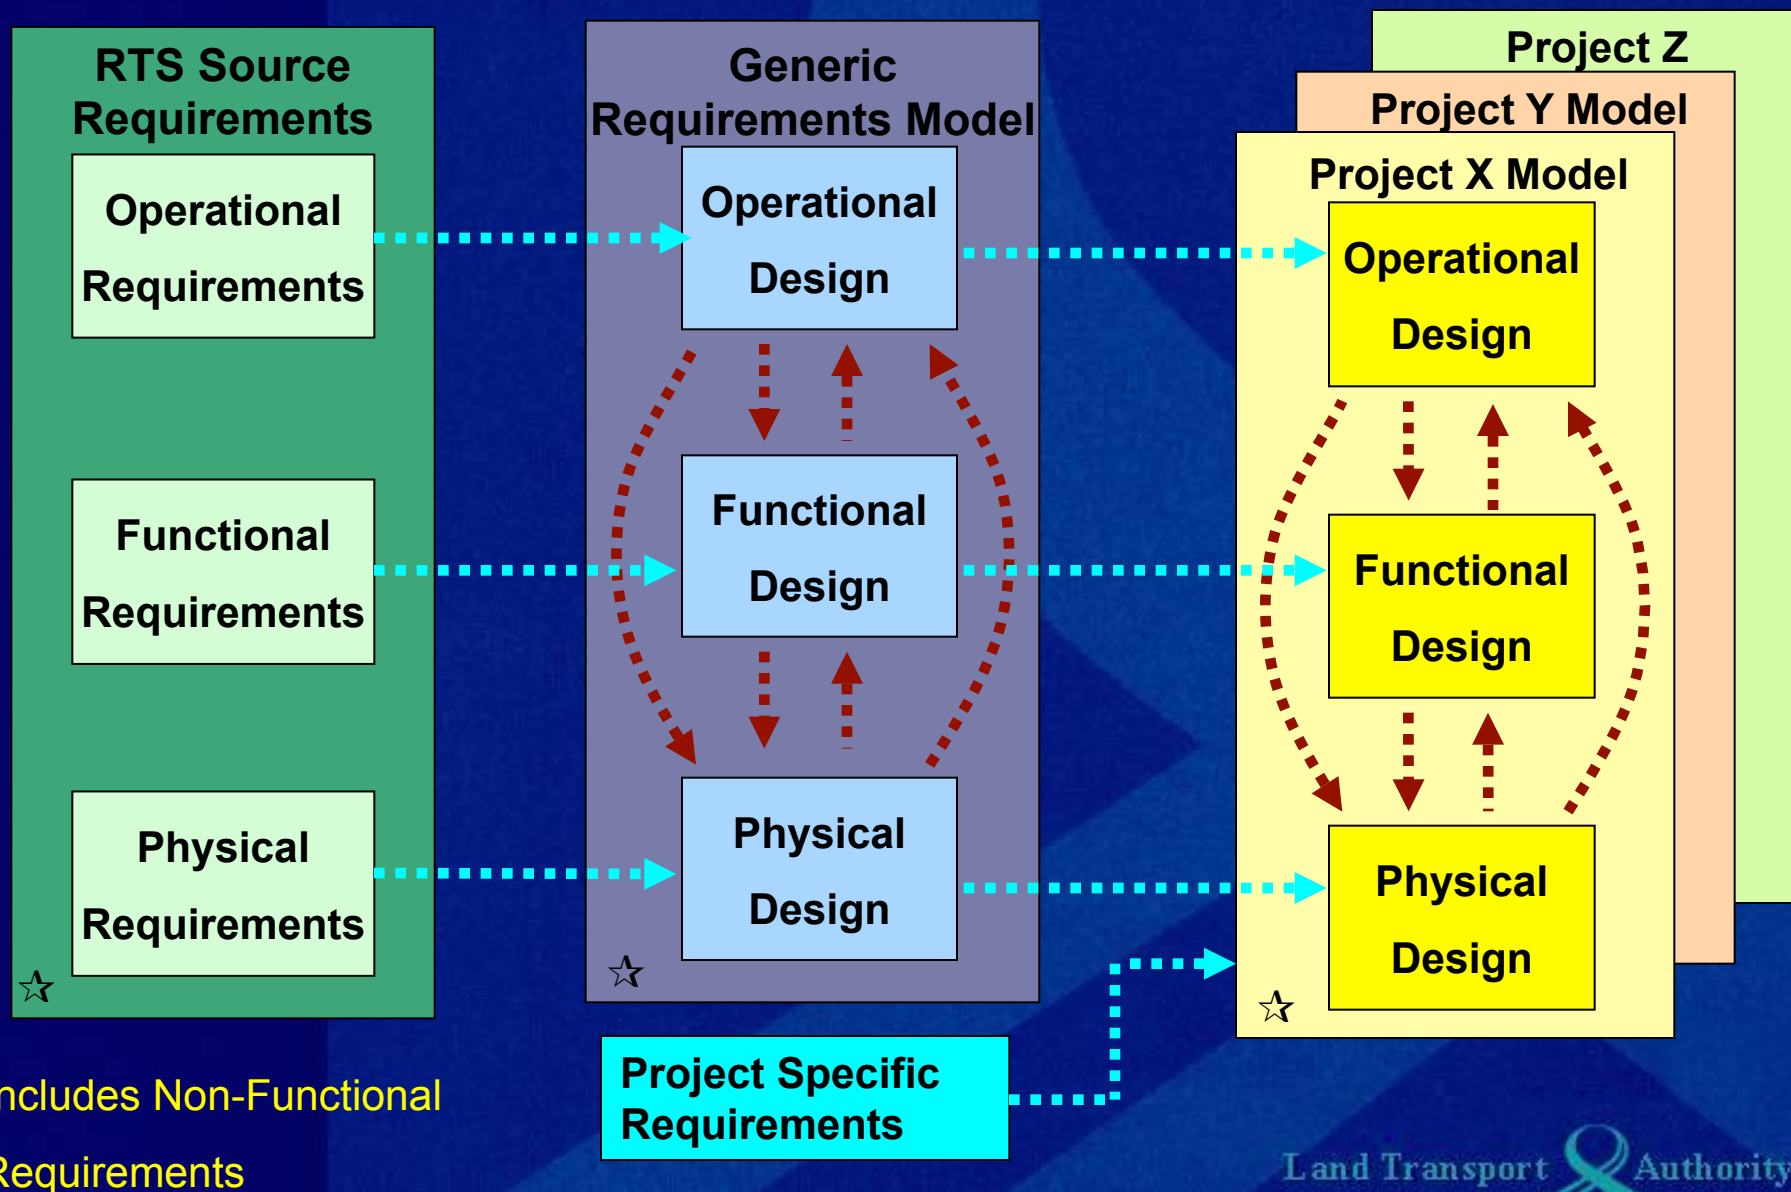 RTS Source
Requirements
Operational
Requirements
Functional
Requirements
Physical
Requirements
☆
Generic
Requirements Model
Operational
Design
Functional
Design
Physical
Design
☆
Project Z
Project Y Model
Project X Model
Operational
Design
Functional
Design
Physical
Design
☆
Project Specific
Requirements
ncludes Non-Functional
Requirements
Land Transport Authority